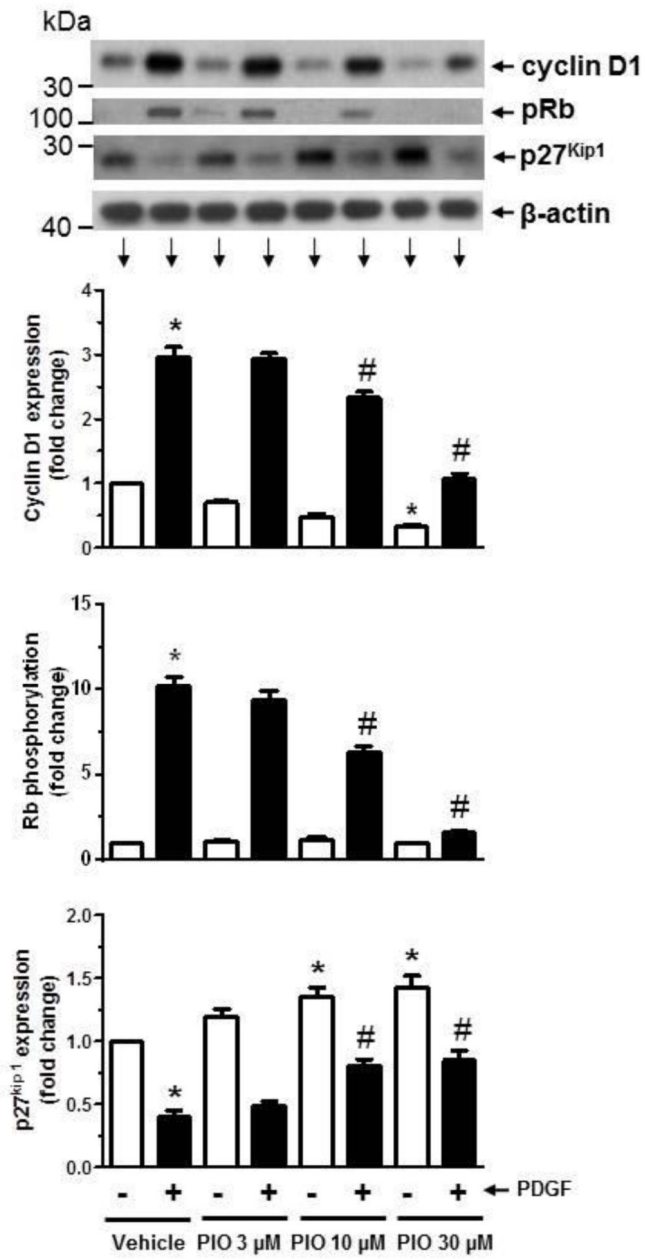 kDa
cyclin D1
30
pRb
100
30
p27Kip1
β-actin
40
Cyclin D1 expression
(fold change)
4
3
2
1
0
*
#
*
#
Rb phosphorylation
(fold change)
15
10
5
0
*
#
#
p27kip 1 expression
(fold change)
2.0
1.5
1.0
0.5
0.0
*
*
#
*
#
- + - + - + - +
PDGF
Vehicle PIO 3 µM PIO 10 µM PIO 30 µM